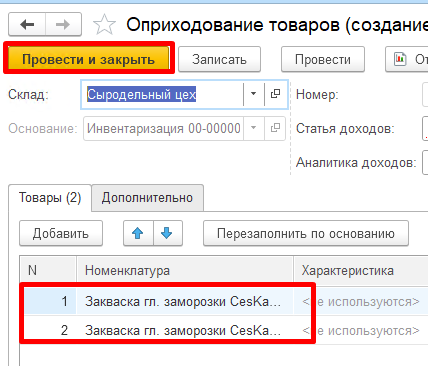 Оприходование товаров (создание
Провести и закрыть Записать Провести
Склад: Сыродельный цех Номер:
Основание: Инвентаризация 00-00000 Статья доходов:
Аналитика доходов:
Товары (2) Дополнительно
Добавить Перезаполнить по основанию
N Номенклатура Характеристика
1 Закваска гл. заморозки CesKa... <не используются>
2 Закваска гл. заморозки CesKa... <не используются>